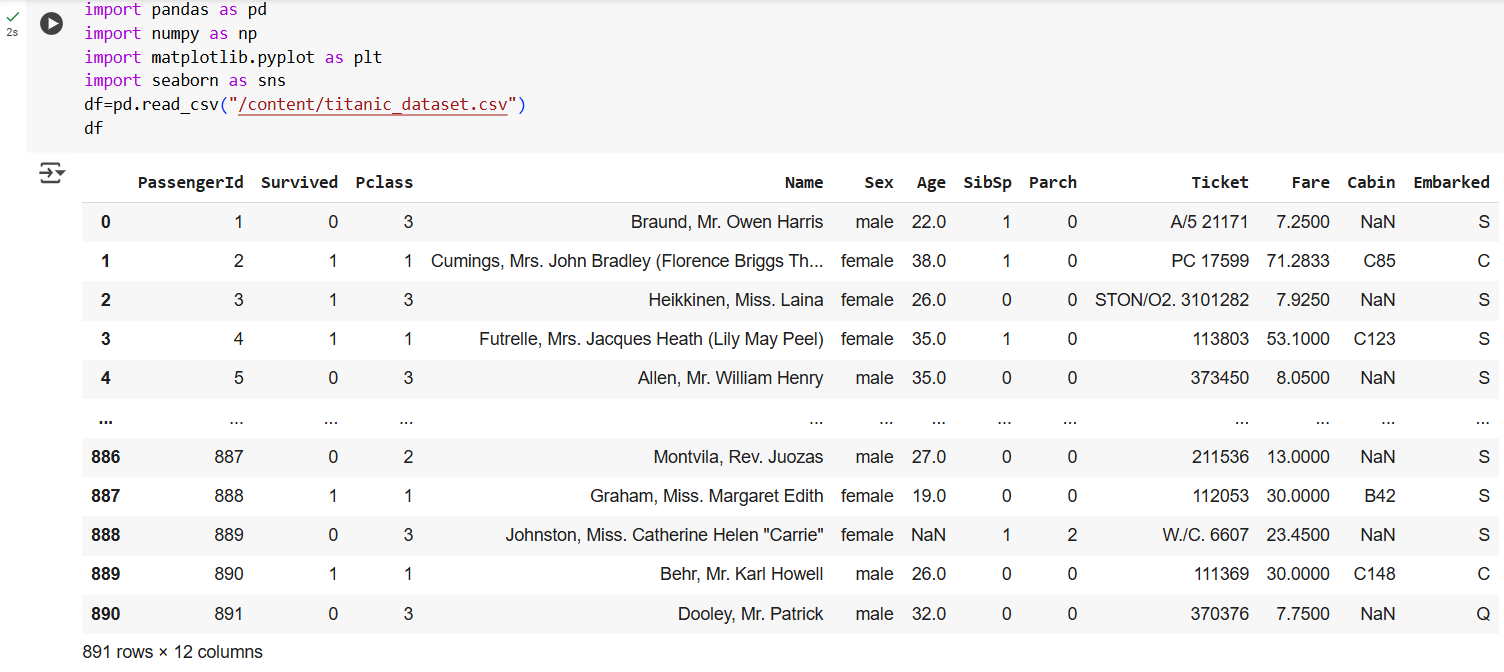 import pandas as pd
2s
import numpy as np
import matplotlib.pyplot as plt
import seaborn as sns
df=pd.read_csv("/content/titanic_dataset.csv")
df
PassengerId Survived Pclass Name Sex Age SibSp Parch Ticket Fare Cabin Embarked
0 1 0 3 Braund, Mr. Owen Harris male 22.0 1 0 A/5 21171 7.2500 NaN S
1 2 1 1 Cumings, Mrs. John Bradley (Florence Briggs Th... female 38.0 1 0 PC 17599 71.2833 C85 C
2 3 1 3 Heikkinen, Miss. Laina female 26.0 0 0 STON/O2. 3101282 7.9250 NaN S
3 4 1 1 Futrelle, Mrs. Jacques Heath (Lily May Peel) female 35.0 1 0 113803 53.1000 C123 S
4 5 0 3 Allen, Mr. William Henry male 35.0 0 0 373450 8.0500 NaN S
... ... ... ... ... ... ... ... ... ... ... ... ...
886 887 0 2 Montvila, Rev. Juozas male 27.0 0 0 211536 13.0000 NaN S
887 888 1 1 Graham, Miss. Margaret Edith female 19.0 0 0 112053 30.0000 B42 S
888 889 0 3 Johnston, Miss. Catherine Helen "Carrie" female NaN 1 2 W./C. 6607 23.4500 NaN S
889 890 1 1 Behr, Mr. Karl Howell male 26.0 0 0 111369 30.0000 C148 C
890 891 0 3 Dooley, Mr. Patrick male 32.0 0 0 370376 7.7500 NaN Q
891 rows × 12 columns